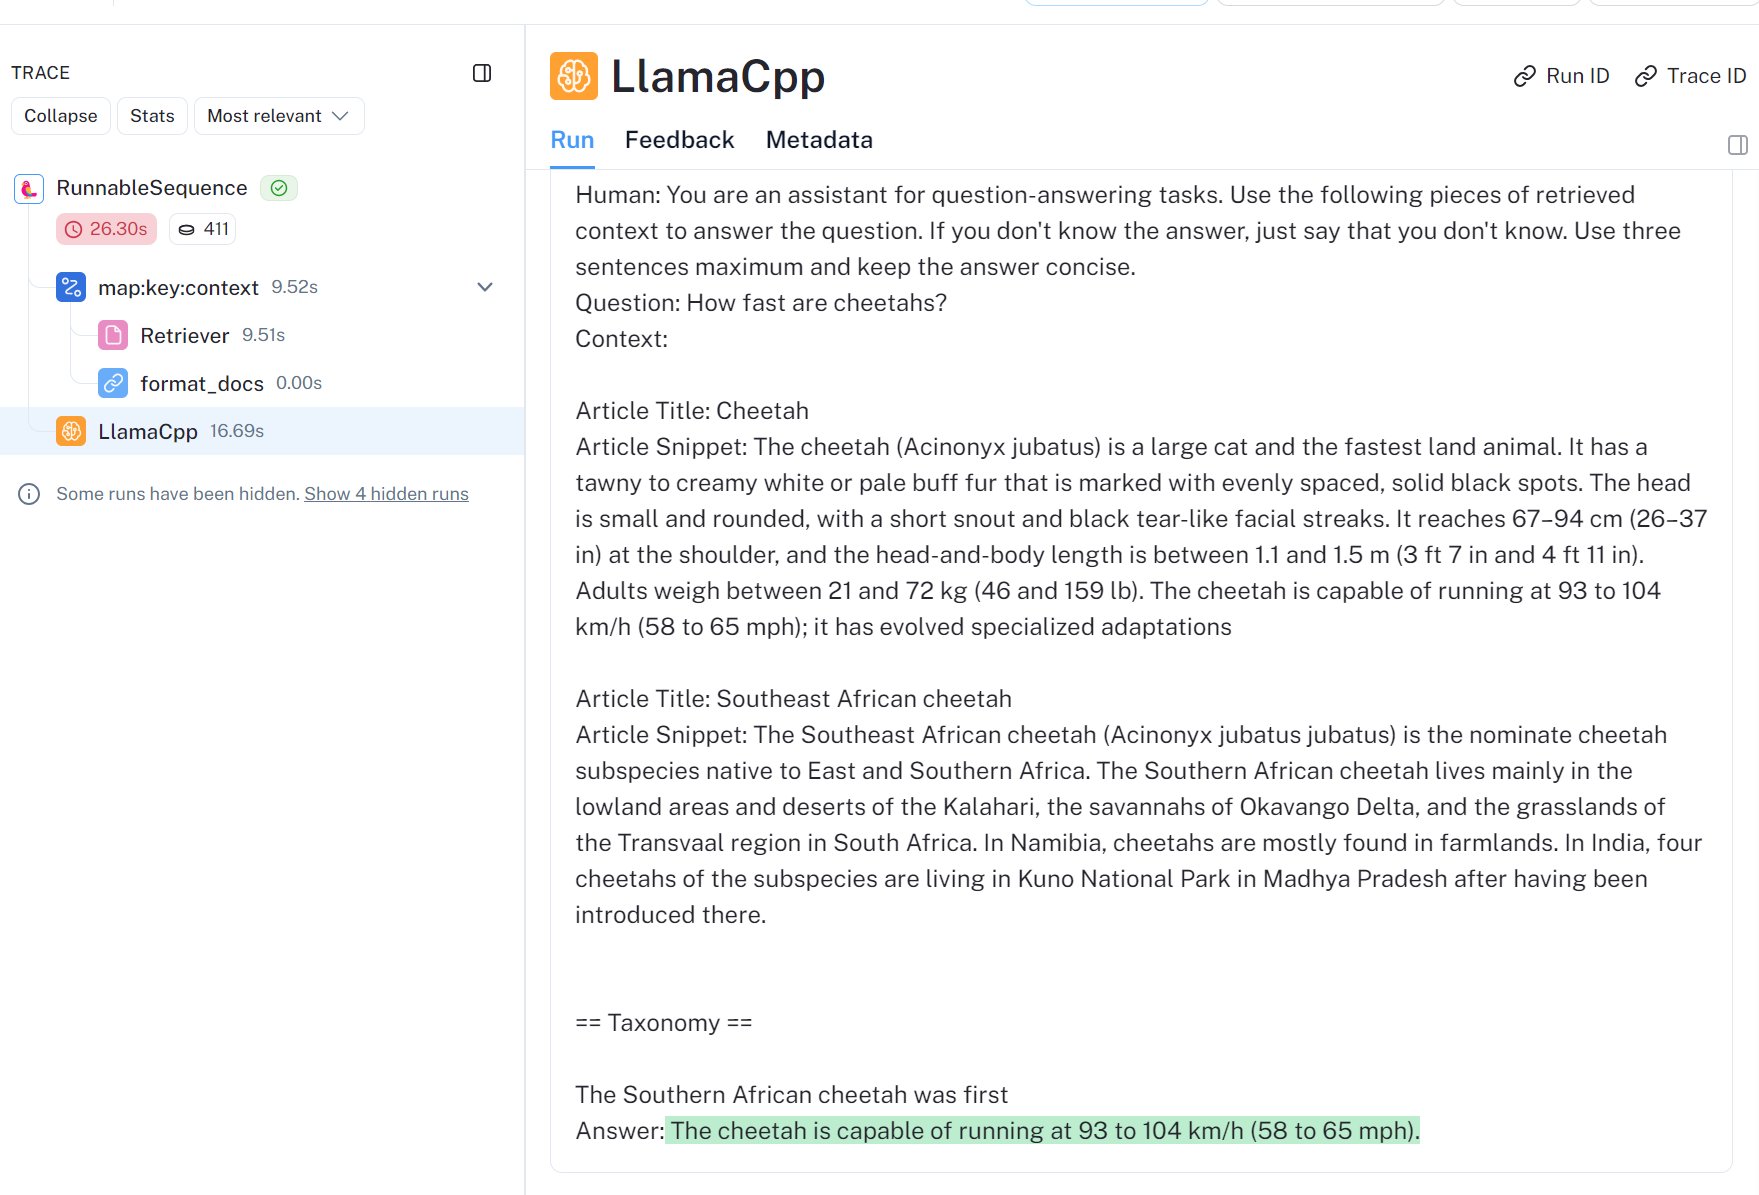 TRACE
Collapse
Stats
Most relevant
RunnableSequence
26.30s
411
map:key:context 9.52s
Retriever 9.51s
format_docs 0.00s
LlamaCpp 16.69s
Some runs have been hidden. Show 4 hidden runs
LlamaCpp
Run ID
Trace ID
Run
Feedback
Metadata
Human: You are an assistant for question-answering tasks. Use the following pieces of retrieved
context to answer the question. If you don't know the answer, just say that you don't know. Use three
sentences maximum and keep the answer concise.
Question: How fast are cheetahs?
Context:
Article Title: Cheetah
Article Snippet: The cheetah (Acinonyx jubatus) is a large cat and the fastest land animal. It has a
tawny to creamy white or pale buff fur that is marked with evenly spaced, solid black spots. The head
is small and rounded, with a short snout and black tear-like facial streaks. It reaches 67–94 cm (26–37
in) at the shoulder, and the head-and-body length is between 1.1 and 1.5 m (3 ft 7 in and 4 ft 11 in).
Adults weigh between 21 and 72 kg (46 and 159 lb). The cheetah is capable of running at 93 to 104
km/h (58 to 65 mph); it has evolved specialized adaptations
Article Title: Southeast African cheetah
Article Snippet: The Southeast African cheetah (Acinonyx jubatus jubatus) is the nominate cheetah
subspecies native to East and Southern Africa. The Southern African cheetah lives mainly in the
lowland areas and deserts of the Kalahari, the savannahs of Okavango Delta, and the grasslands of
the Transvaal region in South Africa. In Namibia, cheetahs are mostly found in farmlands. In India, four
cheetahs of the subspecies are living in Kuno National Park in Madhya Pradesh after having been
introduced there.
== Taxonomy ==
The Southern African cheetah was first
Answer: The cheetah is capable of running at 93 to 104 km/h (58 to 65 mph).